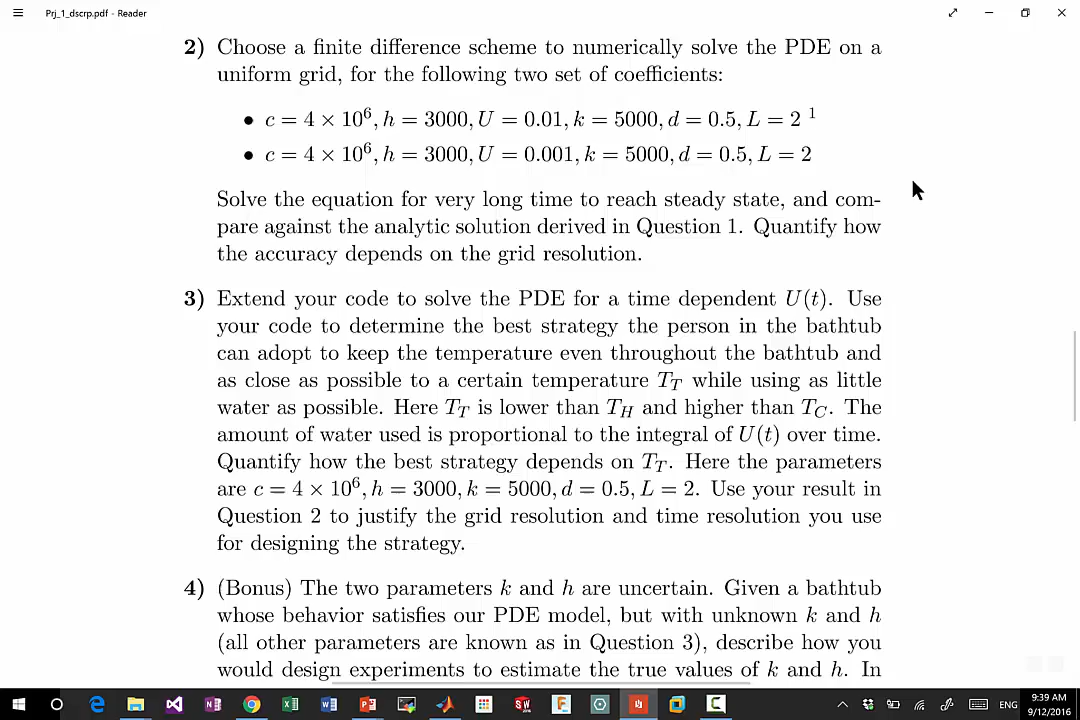 Prj_1_dscrp.pdf - Reader
2) Choose a finite difference scheme to numerically solve the PDE on a
uniform grid, for the following two set of coefficients:
• c = 4 × 10⁶, h = 3000, U = 0.01, k = 5000, d = 0.5, L = 2 ¹
• c = 4 × 10⁶, h = 3000, U = 0.001, k = 5000, d = 0.5, L = 2
Solve the equation for very long time to reach steady state, and com-
pare against the analytic solution derived in Question 1. Quantify how
the accuracy depends on the grid resolution.
3) Extend your code to solve the PDE for a time dependent U(t). Use
your code to determine the best strategy the person in the bathtub
can adopt to keep the temperature even throughout the bathtub and
as close as possible to a certain temperature T_T while using as little
water as possible. Here T_T is lower than T_H and higher than T_C. The
amount of water used is proportional to the integral of U(t) over time.
Quantify how the best strategy depends on T_T. Here the parameters
are c = 4 × 10⁶, h = 3000, k = 5000, d = 0.5, L = 2. Use your result in
Question 2 to justify the grid resolution and time resolution you use
for designing the strategy.
4) (Bonus) The two parameters k and h are uncertain. Given a bathtub
whose behavior satisfies our PDE model, but with unknown k and h
(all other parameters are known as in Question 3), describe how you
would design experiments to estimate the true values of k and h. In
ENG
9:39 AM
9/12/2016